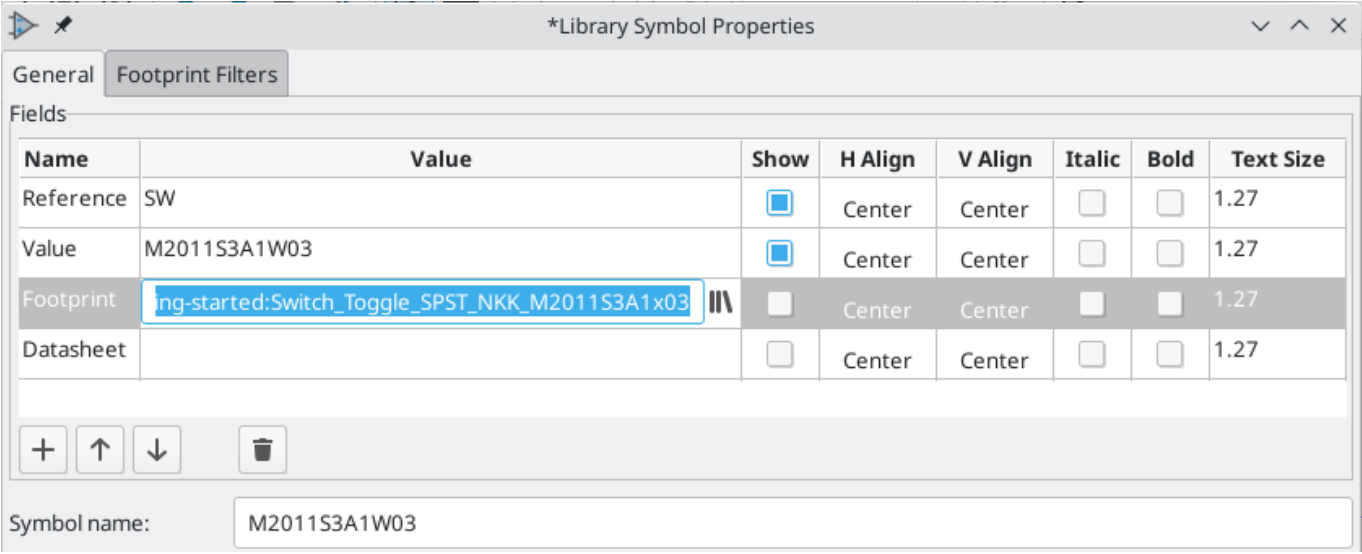 *Library Symbol Properties
General Footprint Filters
Fields
Name Value Show H Align V Align Italic Bold Text Size
Reference SW Center Center 1.27
Value M2011S3A1W03 Center Center 1.27
Footprint ing-started:Switch_Toggle_SPST_NKK_M2011S3A1x03 Center Center 1.27
Datasheet Center Center 1.27
Symbol name: M2011S3A1W03